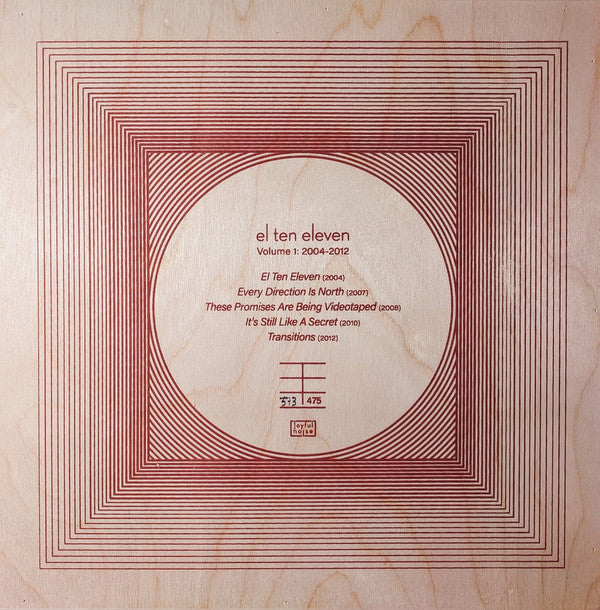 el ten eleven
Volume 1: 2004-2012
El Ten Eleven (2004)
Every Direction Is North (2007)
These Promises Are Being Videotaped (2008)
It's Still Like A Secret (2010)
Transitions (2012)
475
joyful
noise